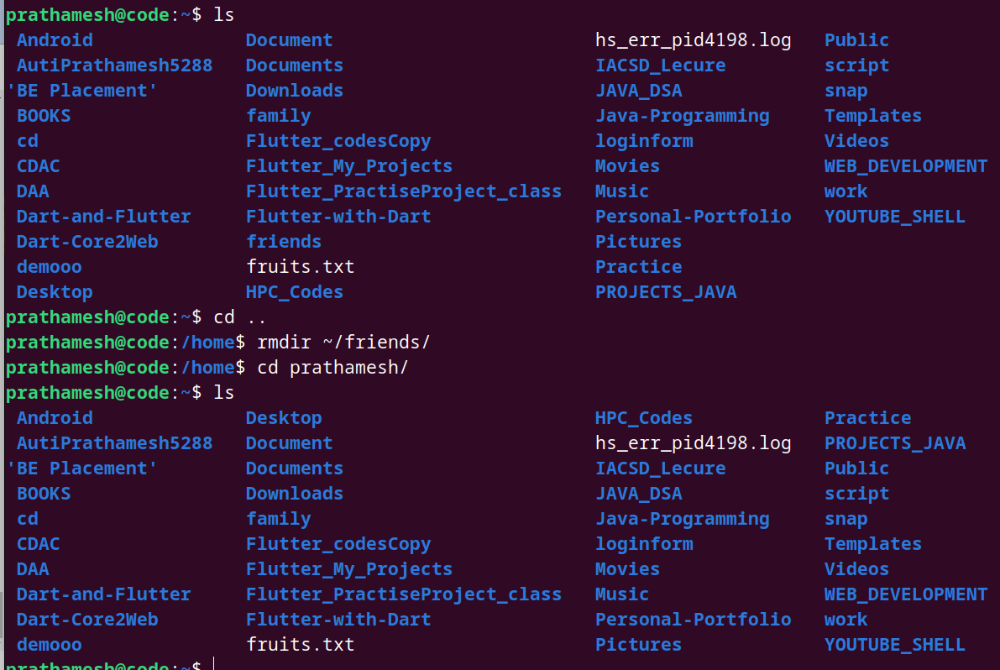 prathamesh@code:~$ ls
 Android              Document                       hs_err_pid4198.log   Public
 AutiPrathamesh5288   Documents                      IACSD_Lecure         script
'BE Placement'        Downloads                      JAVA_DSA             snap
 BOOKS                family                         Java-Programming     Templates
 cd                   Flutter_codesCopy              loginform            Videos
 CDAC                 Flutter_My_Projects            Movies               WEB_DEVELOPMENT
 DAA                  Flutter_PractiseProject_class  Music                work
 Dart-and-Flutter     Flutter-with-Dart              Personal-Portfolio   YOUTUBE_SHELL
 Dart-Core2Web        friends                        Pictures
 demooo               fruits.txt                     Practice
 Desktop              HPC_Codes                      PROJECTS_JAVA
prathamesh@code:~$ cd ..
prathamesh@code:/home$ rmdir ~/friends/
prathamesh@code:/home$ cd prathamesh/
prathamesh@code:~$ ls
 Android              Desktop                        HPC_Codes            Practice
 AutiPrathamesh5288   Document                       hs_err_pid4198.log   PROJECTS_JAVA
'BE Placement'        Documents                      IACSD_Lecure         Public
 BOOKS                Downloads                      JAVA_DSA             script
 cd                   family                         Java-Programming     snap
 CDAC                 Flutter_codesCopy              loginform            Templates
 DAA                  Flutter_My_Projects            Movies               Videos
 Dart-and-Flutter     Flutter_PractiseProject_class  Music                WEB_DEVELOPMENT
 Dart-Core2Web        Flutter-with-Dart              Personal-Portfolio   work
 demooo               fruits.txt                     Pictures             YOUTUBE_SHELL
prathamesh@code:~$